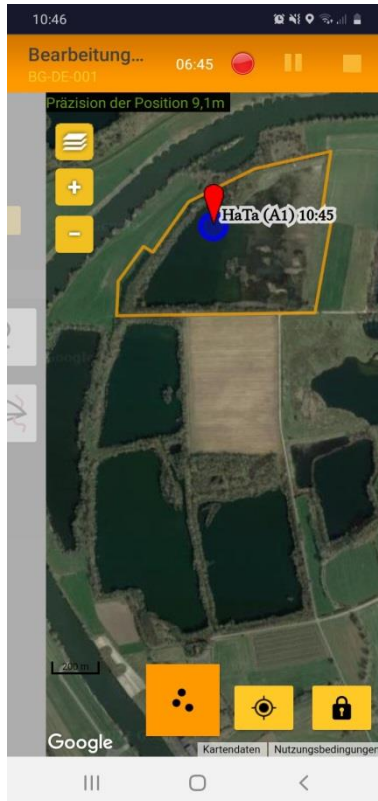 10:46
Bearbeitung...
BG-DE-001
06:45
Präzision der Position 9,1m
+
HaTa (A1) 10:45
-
Google
200 m
Google
Kartendaten
Nutzungsbedingungen